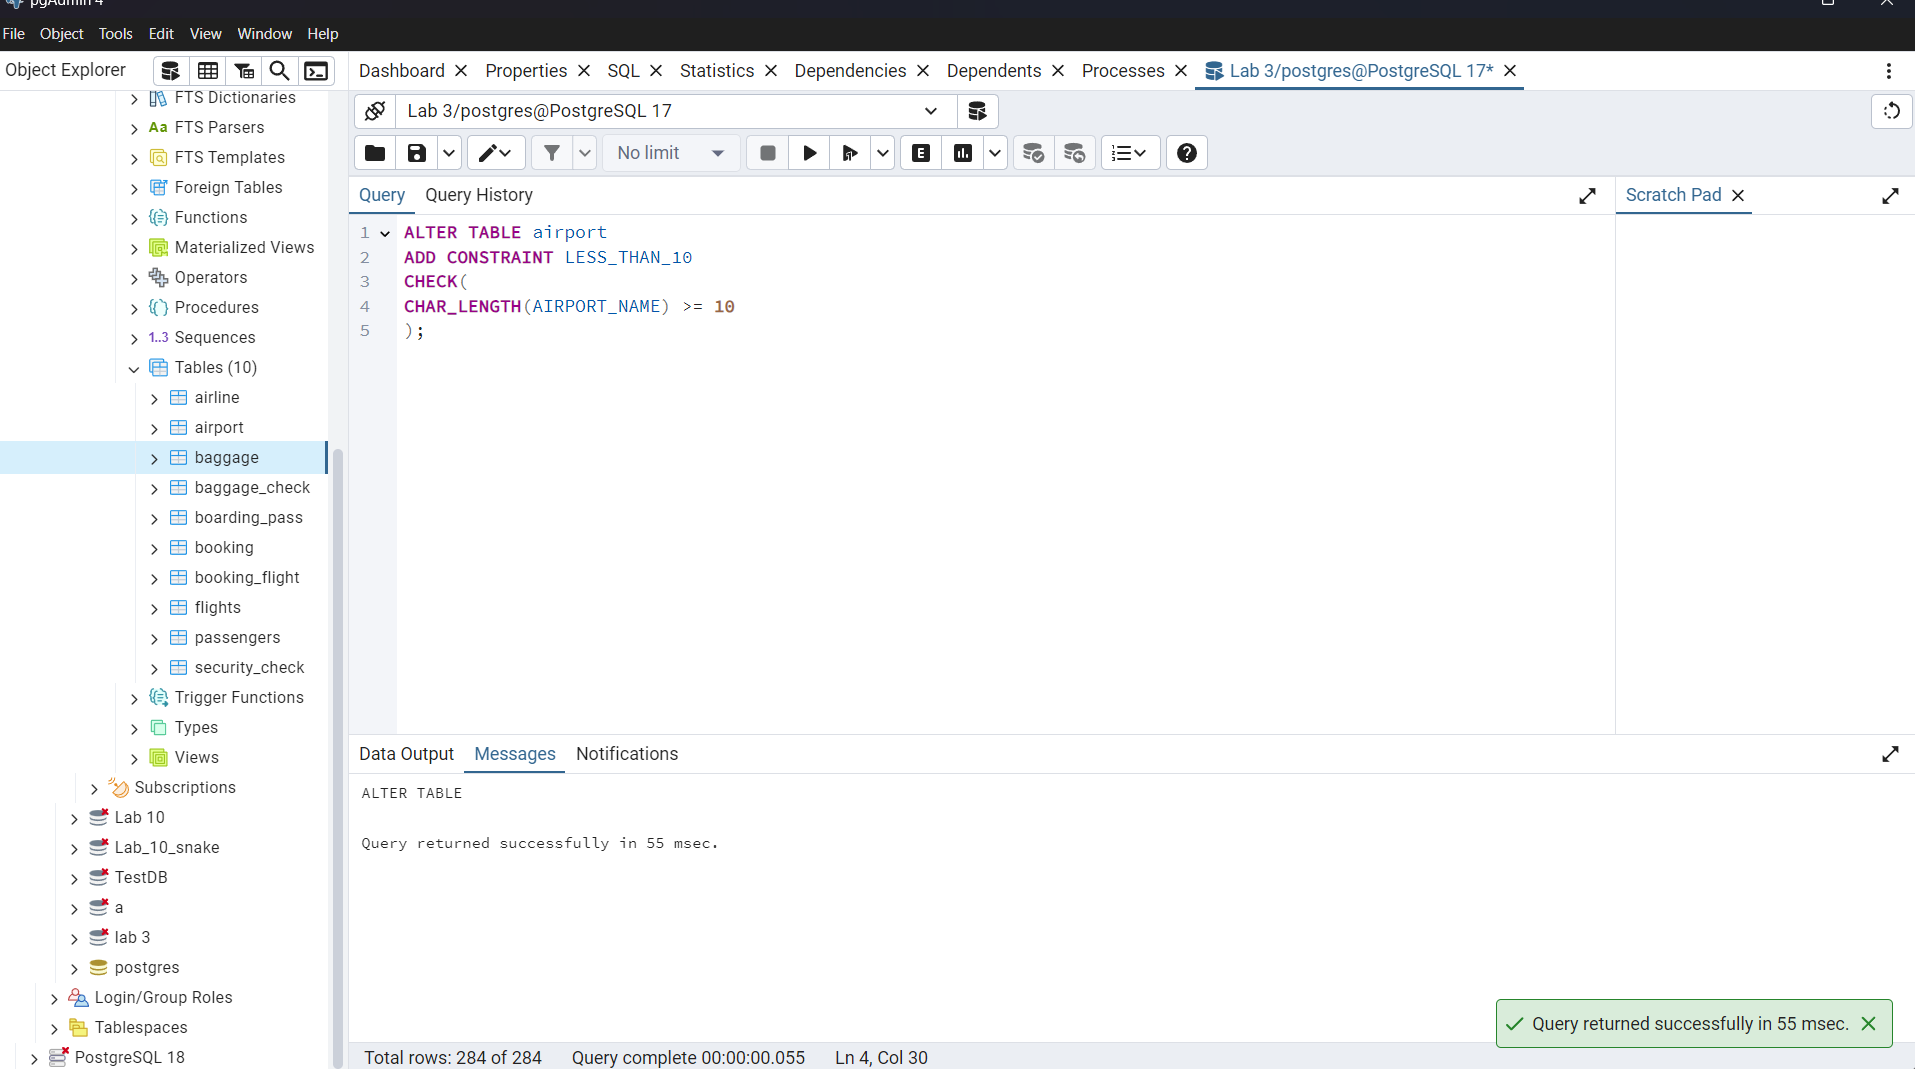 pgAdmin 4
File Object Tools Edit View Window Help
Object Explorer
Dashboard Properties SQL Statistics Dependencies Dependents Processes Lab 3/postgres@PostgreSQL 17*
FTS Dictionaries
Aa FTS Parsers
FTS Templates
Foreign Tables
Functions
Materialized Views
Operators
Procedures
1..3 Sequences
Tables (10)
airline
airport
baggage
baggage_check
boarding_pass
booking
booking_flight
flights
passengers
security_check
Trigger Functions
Types
Views
Subscriptions
Lab 10
Lab_10_snake
TestDB
a
lab 3
postgres
Login/Group Roles
Tablespaces
PostgreSQL 18
Lab 3/postgres@PostgreSQL 17
No limit
E
Query Query History
Scratch Pad
1 ALTER TABLE airport
2 ADD CONSTRAINT LESS_THAN_10
3 CHECK(
4 CHAR_LENGTH(AIRPORT_NAME) >= 10
5 );
Data Output Messages Notifications
ALTER TABLE
Query returned successfully in 55 msec.
Query returned successfully in 55 msec.
Total rows: 284 of 284 Query complete 00:00:00.055 Ln 4, Col 30